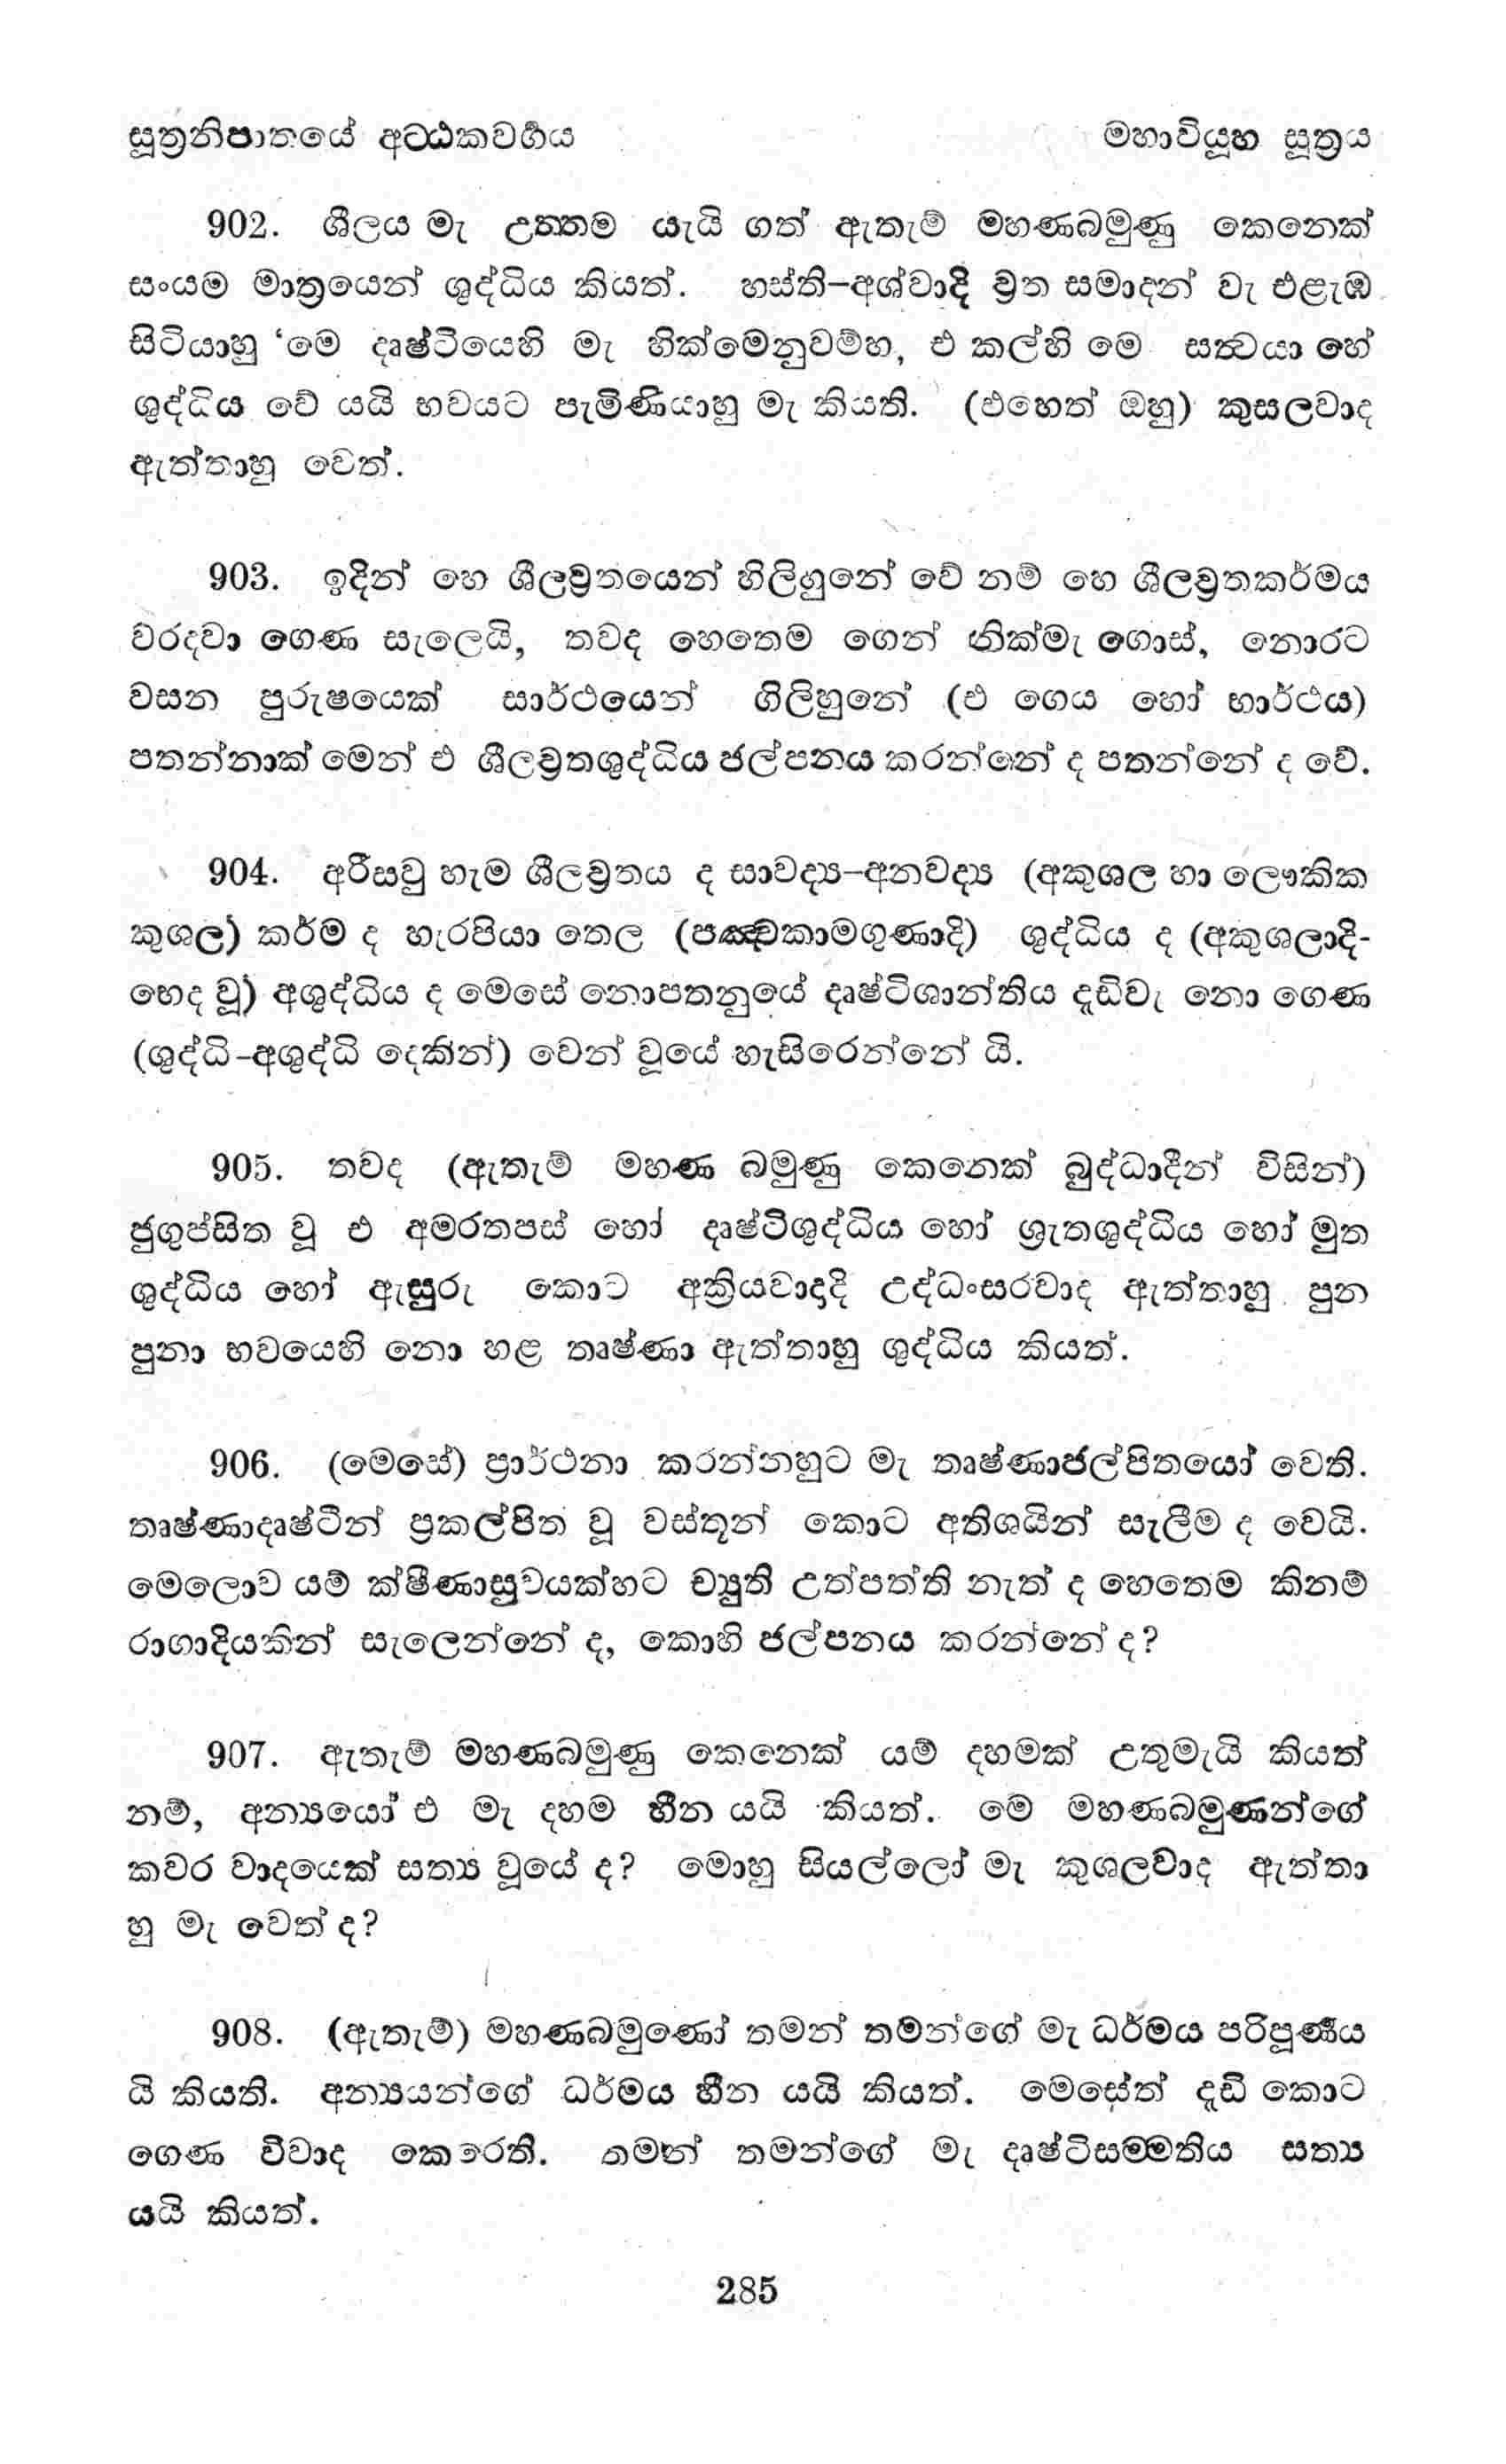 සූත්‍රනිපාතයේ අට්ඨකවර්ගය මහාවියූහ සූත්‍රය
902. ශීලය මැ උත්තම යැයි ගත් ඇතැම් මහණබමුණු කෙනෙක්
සංයම මාත්‍රයෙන් ශුද්ධිය කියත්. හස්ති–අශ්වාදි ව්‍රත සමාදන් වැ එළැඹ
සිටියාහු ‘මෙ දෘෂ්ටියෙහි මැ හික්මෙනුවම්හ, එ කල්හි මෙ සත්ත්‍වයා හේ
ශුද්ධිය වේ යයි භවයට පැමිණියාහු මැ කියති. (එහෙත් ඔහු) කුසලවාද
ඇත්තාහු වෙත්.
903. ඉදින් හෙ ශීලව්‍රතයෙන් හිලිහුනේ වේ නම් හෙ ශීලව්‍රතකර්මය
වරදවා ගෙණ සැලෙයි, තවද හෙතෙම ගෙන් නික්මැ ගොස්, නොරට
වසන පුරුෂයෙක් සාර්ථයෙන් ගිලිහුනේ (එ ගෙය හෝ භාර්ථය)
පතන්නාක් මෙන් එ ශීලව්‍රතශුද්ධිය ජල්පනය කරන්නේ ද පතන්නේ ද වේ.
904. අරීසවු හැම ශීලව්‍රතය ද සාවද්‍ය–අනවද්‍ය (අකුශල හා ලෞකික
කුශල) කර්ම ද හැරපියා තෙල (පඤ්චකාමගුණාදි) ශුද්ධිය ද (අකුශලාදි-
භෙද වූ) අශුද්ධිය ද මෙසේ නොපතනුයේ දෘෂ්ටිශාන්තිය දැඩිවැ නො ගෙණ
(ශුද්ධි–අශුද්ධි දෙකින්) වෙන් වූයේ හැසිරෙන්නේ යි.
905. තවද (ඇතැම් මහණ බමුණු කෙනෙක් බුද්ධාදීන් විසින්)
ජුගුප්සිත වූ එ අමරතපස් හෝ දෘෂ්ටිශුද්ධිය හෝ ශ්‍රැතශුද්ධිය හෝ මුත
ශුද්ධිය හෝ ඇසුරු කොට අක්‍රියවාදාදි උද්ධංසරවාද ඇත්තාහු පුන
පුනා භවයෙහි නො හළ තෘෂ්ණා ඇත්තාහු ශුද්ධිය කියත්.
906. (මෙසේ) ප්‍රාර්ථනා කරන්නහුට මැ තෘෂ්ණාජල්පිතයෝ වෙති.
තෘෂ්ණාදෘෂ්ටීන් ප්‍රකල්පිත වූ වස්තූන් කොට අතිශයින් සැලීම ද වෙයි.
මෙලොව යම් ක්ෂීණාස්‍රවයක්හට ච්‍යුති උත්පත්ති නැත් ද හෙතෙම කිනම්
රාගාදියකින් සැලෙන්නේ ද, කොහි ජල්පනය කරන්නේ ද?
907. ඇතැම් මහණබමුණු කෙනෙක් යම් දහමක් උතුමැයි කියත්
නම්, අන්‍යයෝ එ මැ දහම හීන යයි කියත්. මෙ මහණබමුණන්ගේ
කවර වාදයෙක් සත්‍ය වූයේ ද? මොහු සියල්ලෝ මැ කුශලවාද ඇත්තා
හු මැ වෙත් ද?
908. (ඇතැම්) මහණබමුණෝ තමන් තමන්ගේ මැ ධර්මය පරිපූර්ණය
යි කියති. අන්‍යයන්ගේ ධර්මය හීන යයි කියත්. මෙසේත් දැඩි කොට
ගෙණ විවාද කෙරෙති. තමන් තමන්ගේ මැ දෘෂ්ටිසම්මතිය සත්‍ය
යයි කියත්.
285